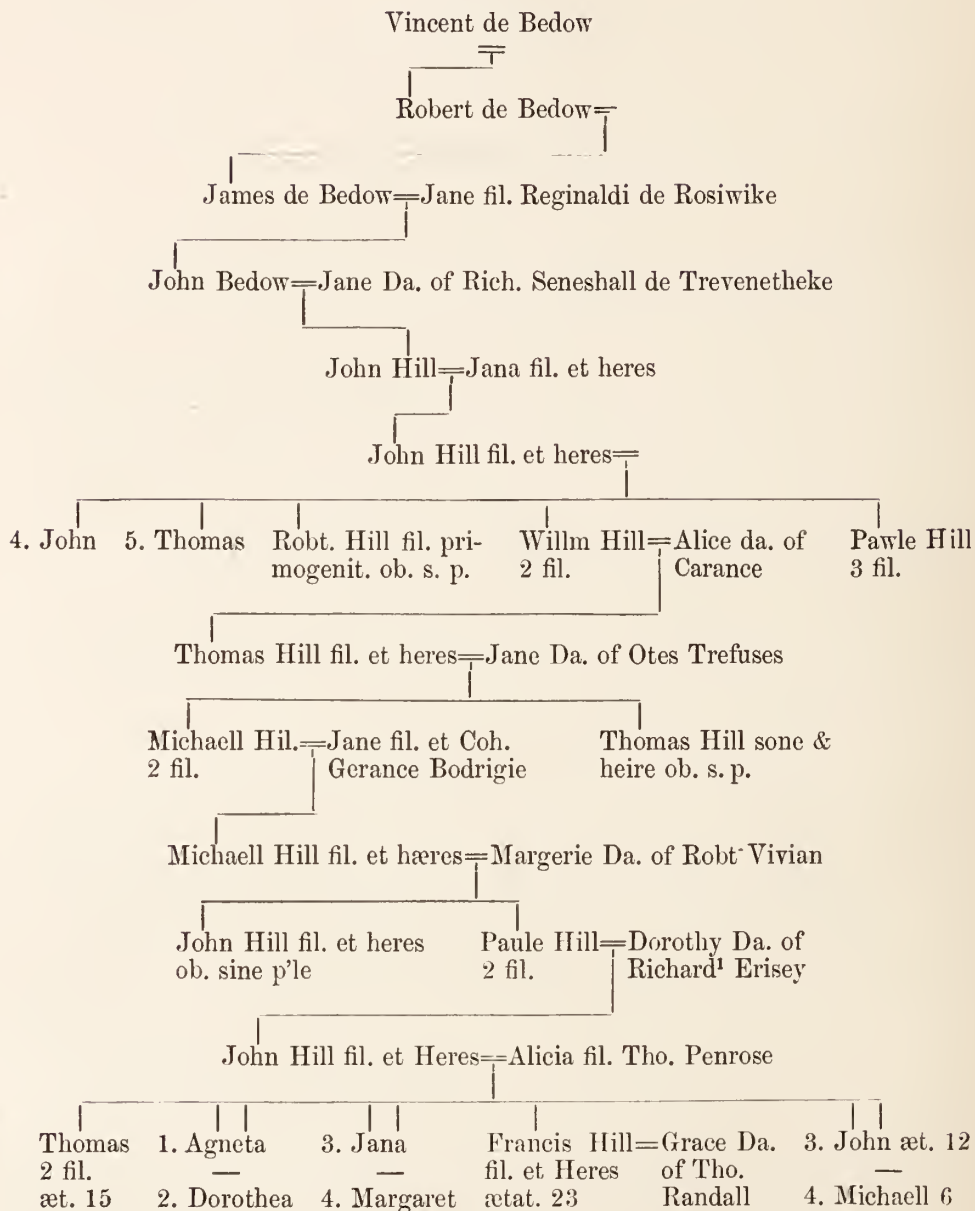 Vincent de Bedow
Robert de Bedow=
James de Bedow=Jane fil. Reginaldi de Rosiwike
John Bedow=Jane Da. of Rich. Seneshall de Trevenetheke
John Hill=Jana fil. et heres
John Hill fil. et heres=
4. John 5. Thomas Robt. Hill fil. pri- Willm Hill=Alice da. of Pawle Hill
mogenit. ob. s. p. 2 fil. Carance 3 fil.
Thomas Hill fil. et heres=Jane Da. of Otes Trefuses
Michaell Hil.=Jane fil. et Coh. Thomas Hill sone &
2 fil. Gerance Bodrigie heire ob. s. p.
Michaell Hill fil. et hæres=Margerie Da. of Robt Vivian
John Hill fil. et heres Paule Hill=Dorothy Da. of
ob. sine p'le 2 fil. Richard¹ Erisey
John Hill fil. et Heres=Alicia fil. Tho. Penrose
Thomas 1. Agneta 3. Jana Francis Hill=Grace Da. 3. John æt. 12
2 fil. — — fil. et Heres of Tho. —
æt. 15 2. Dorothea 4. Margaret ætat. 23 Randall 4. Michaell 6